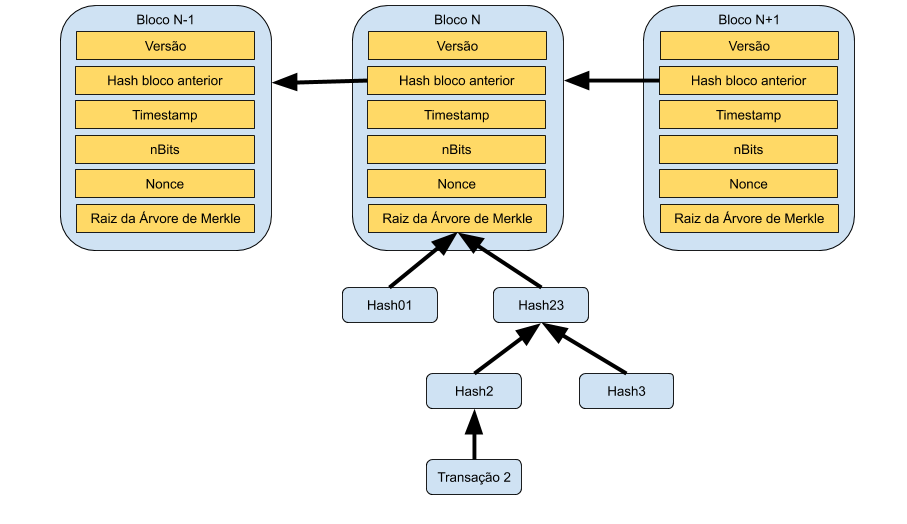 Bloco N-1
Versão
Hash bloco anterior
Timestamp
nBits
Nonce
Raiz da Árvore de Merkle
Bloco N
Versão
Hash bloco anterior
Timestamp
nBits
Nonce
Raiz da Árvore de Merkle
Bloco N+1
Versão
Hash bloco anterior
Timestamp
nBits
Nonce
Raiz da Árvore de Merkle
Hash01
Hash23
Hash2
Hash3
Transação 2